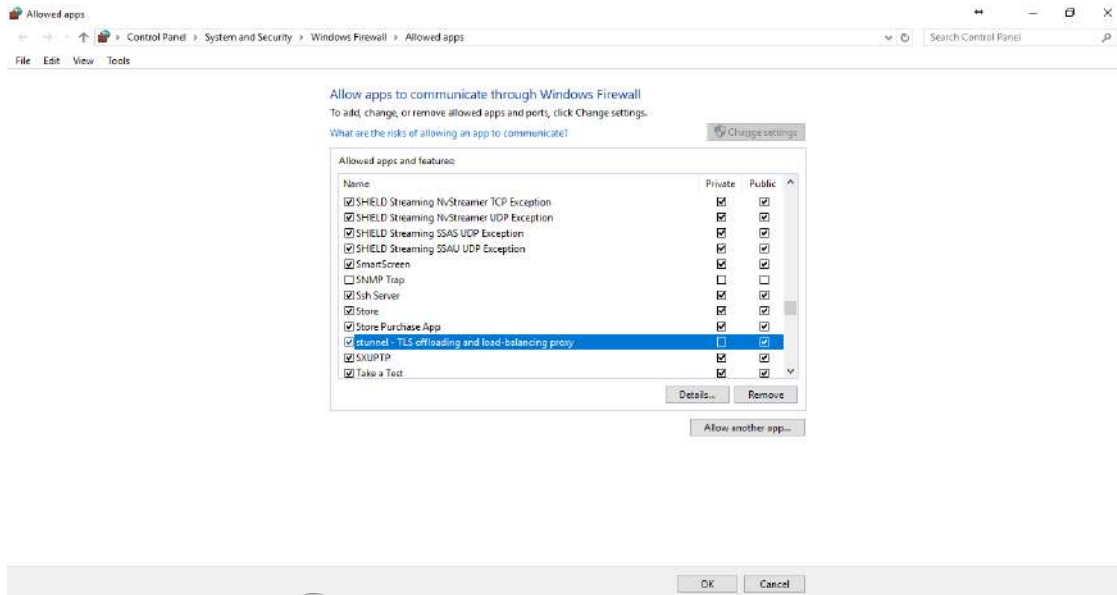 Allowed apps
Control Panel > System and Security > Windows Firewall > Allowed apps
Search Control Panel
File Edit View Tools
Allow apps to communicate through Windows Firewall
To add, change, or remove allowed apps and ports, click Change settings.
What are the risks of allowing an app to communicate?
Change settings
Allowed apps and features:
Name Private Public
SHIELD Streaming NvStreamer TCP Exception
SHIELD Streaming NvStreamer UDP Exception
SHIELD Streaming SSAS UDP Exception
SHIELD Streaming SSAU UDP Exception
SmartScreen
SNMP Trap
Ssh Server
Store
Store Purchase App
stunnel - TLS offloading and load-balancing proxy
SXUPTP
Take a Test
Details... Remove
Allow another app...
OK Cancel